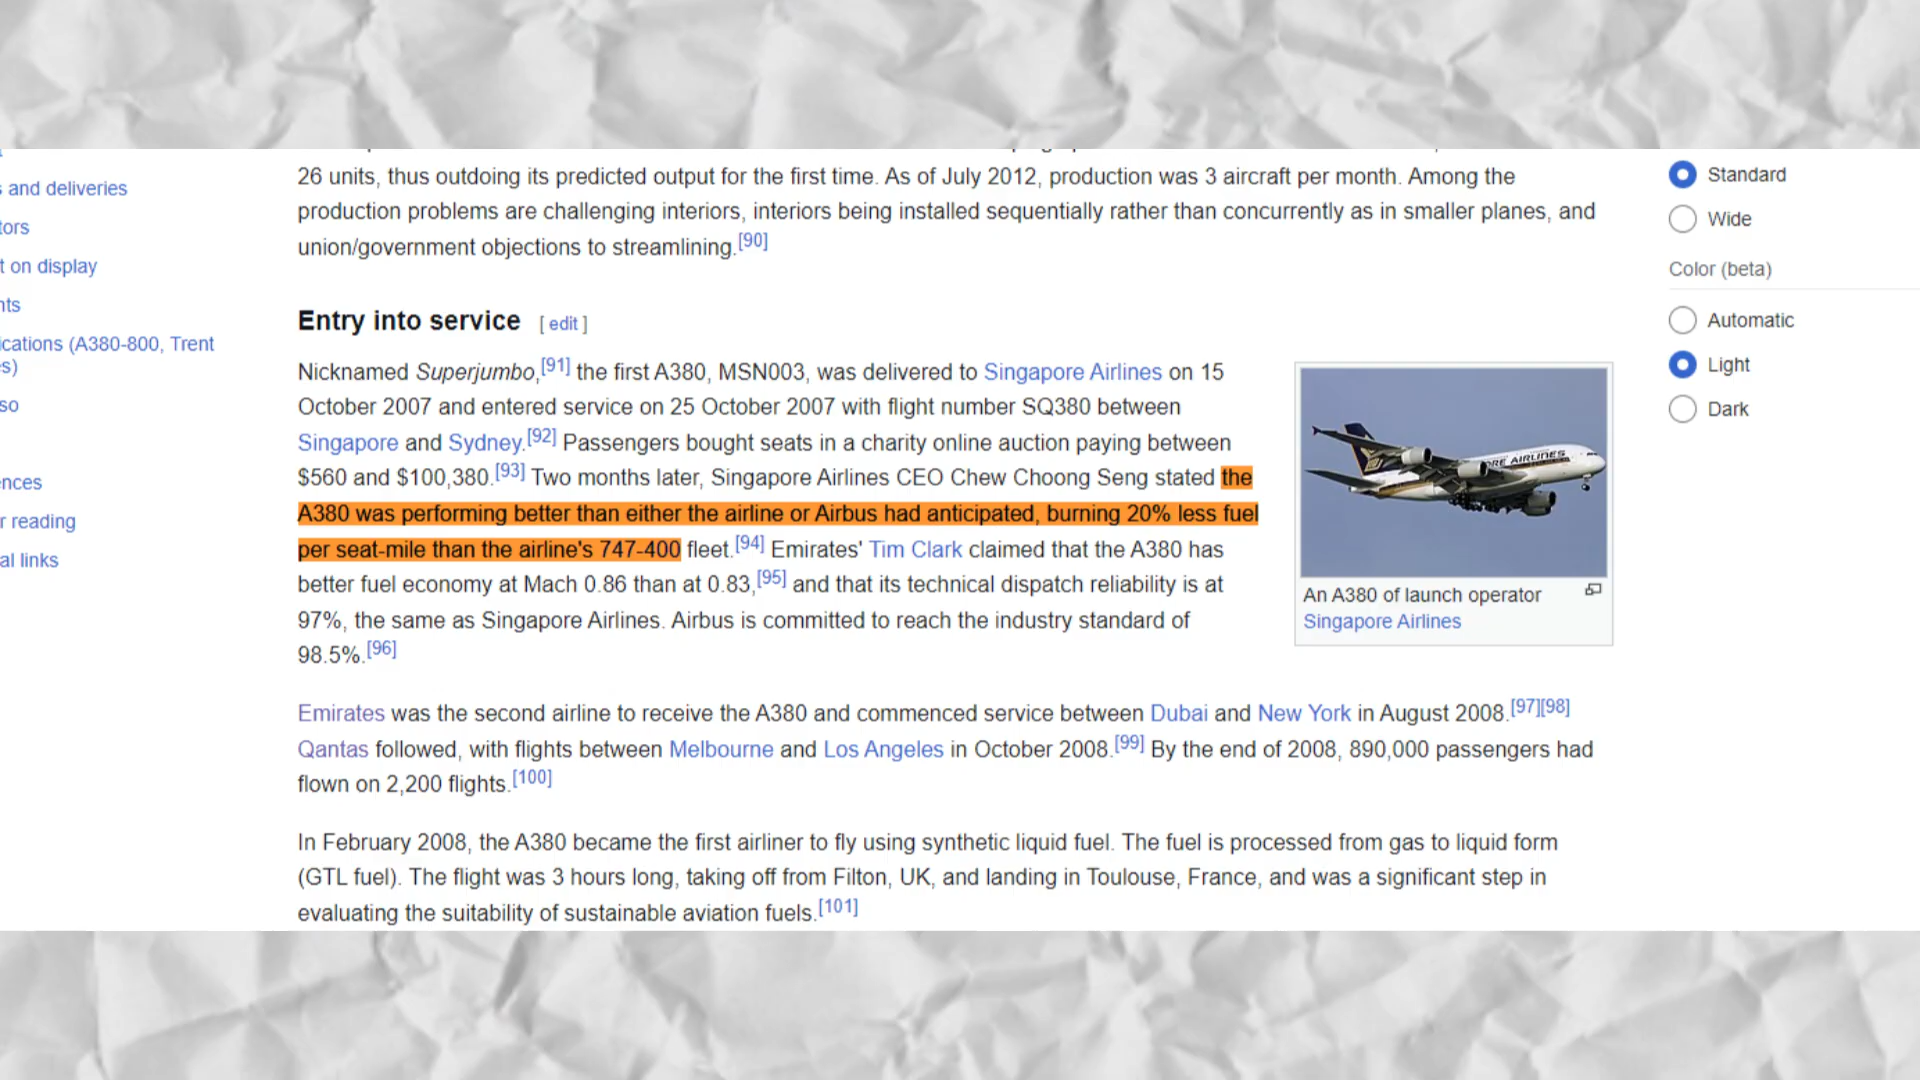 s and deliveries
tors
t on display
nts
ications (A380-800, Trent
s)
so
ences
r reading
al links
26 units, thus outdoing its predicted output for the first time. As of July 2012, production was 3 aircraft per month. Among the
production problems are challenging interiors, interiors being installed sequentially rather than concurrently as in smaller planes, and
union/government objections to streamlining.[90]
Entry into service [ edit ]
Nicknamed Superjumbo,[91] the first A380, MSN003, was delivered to Singapore Airlines on 15
October 2007 and entered service on 25 October 2007 with flight number SQ380 between
Singapore and Sydney.[92] Passengers bought seats in a charity online auction paying between
$560 and $100,380.[93] Two months later, Singapore Airlines CEO Chew Choong Seng stated the
A380 was performing better than either the airline or Airbus had anticipated, burning 20% less fuel
per seat-mile than the airline's 747-400 fleet.[94] Emirates' Tim Clark claimed that the A380 has
better fuel economy at Mach 0.86 than at 0.83,[95] and that its technical dispatch reliability is at
97%, the same as Singapore Airlines. Airbus is committed to reach the industry standard of
98.5%.[96]
An A380 of launch operator
Singapore Airlines
Emirates was the second airline to receive the A380 and commenced service between Dubai and New York in August 2008.[97][98]
Qantas followed, with flights between Melbourne and Los Angeles in October 2008.[99] By the end of 2008, 890,000 passengers had
flown on 2,200 flights.[100]
In February 2008, the A380 became the first airliner to fly using synthetic liquid fuel. The fuel is processed from gas to liquid form
(GTL fuel). The flight was 3 hours long, taking off from Filton, UK, and landing in Toulouse, France, and was a significant step in
evaluating the suitability of sustainable aviation fuels.[101]
Standard
Wide
Color (beta)
Automatic
Light
Dark